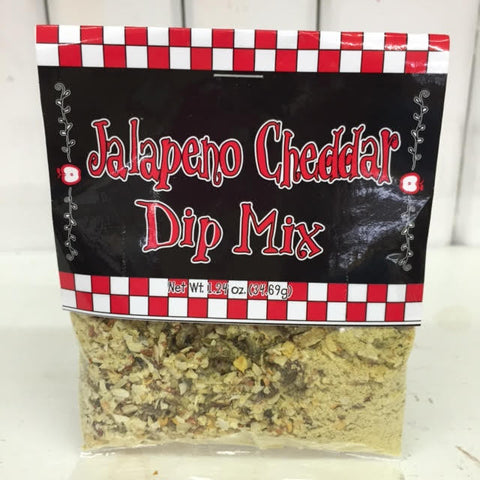 Jalapeno Cheddar
Dip Mix
Net Wt. 1.24 oz. (34.69g)